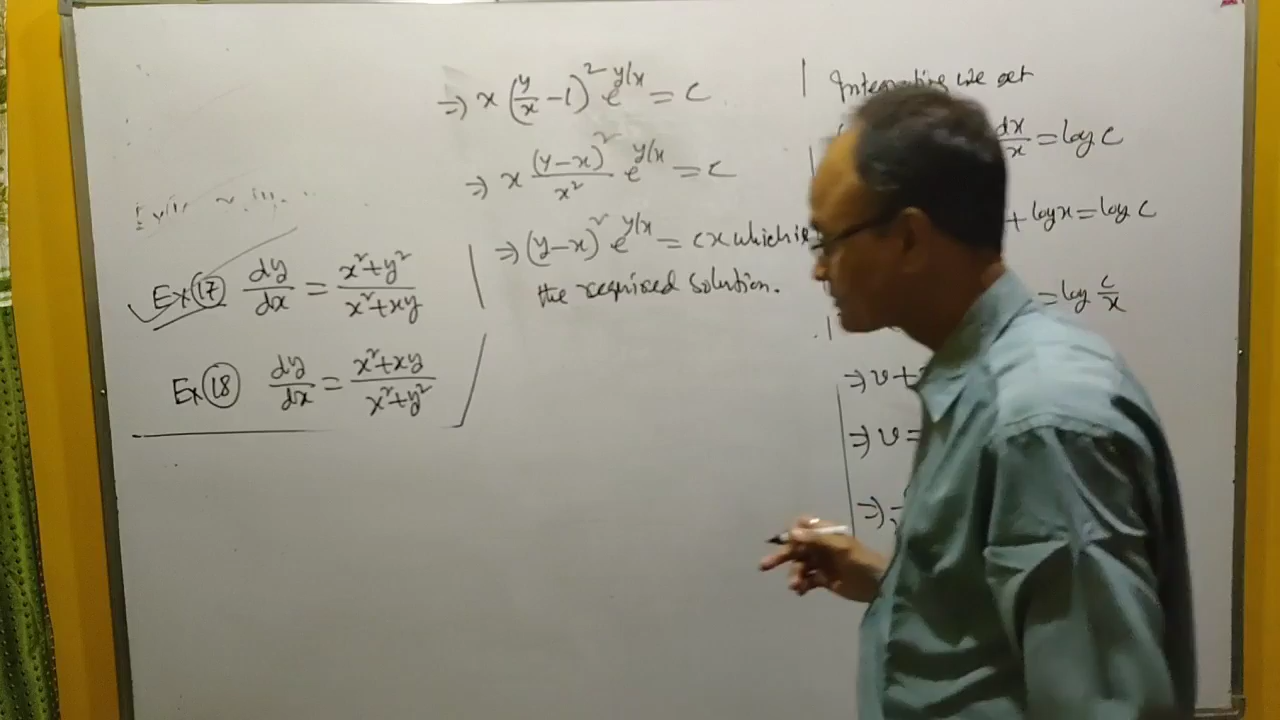 ⇒ x (y/x − 1)² e^{y/x} = c
⇒ x (y−x)²/x² e^{y/x} = c
⇒ (y−x)² e^{y/x} = cx which is
the required solution.
Ex 17 dy/dx = (x²+y²)/(x²+xy)
Ex 18 dy/dx = (x²+xy)/(x²+y²)
Integrating we get
dx/x = log c
+ log x = log c
= log c/x
⇒ v +
⇒ v =
⇒